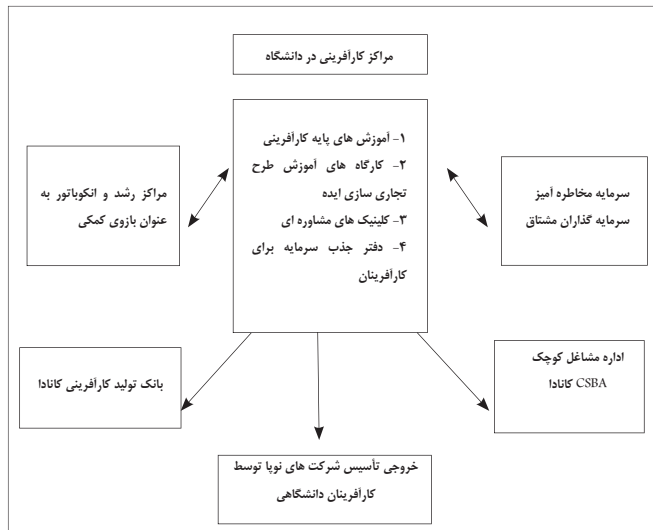 مراکز کارآفرینی در دانشگاه
۱- آموزش های پایه کارآفرینی
۲- کارگاه های آموزش طرح
تجاری سازی ایده
۳- کلینیک های مشاوره ای
۴- دفتر جذب سرمایه برای
کارآفرینان
سرمایه مخاطره آمیز
سرمایه گذاران مشتاق
مراکز رشد و انکوباتور به
عنوان بازوی کمکی
اداره مشاغل کوچک
CSBA کانادا
بانک تولید کارآفرینی کانادا
خروجی تأسیس شرکت های نوپا توسط
کارآفرینان دانشگاهی